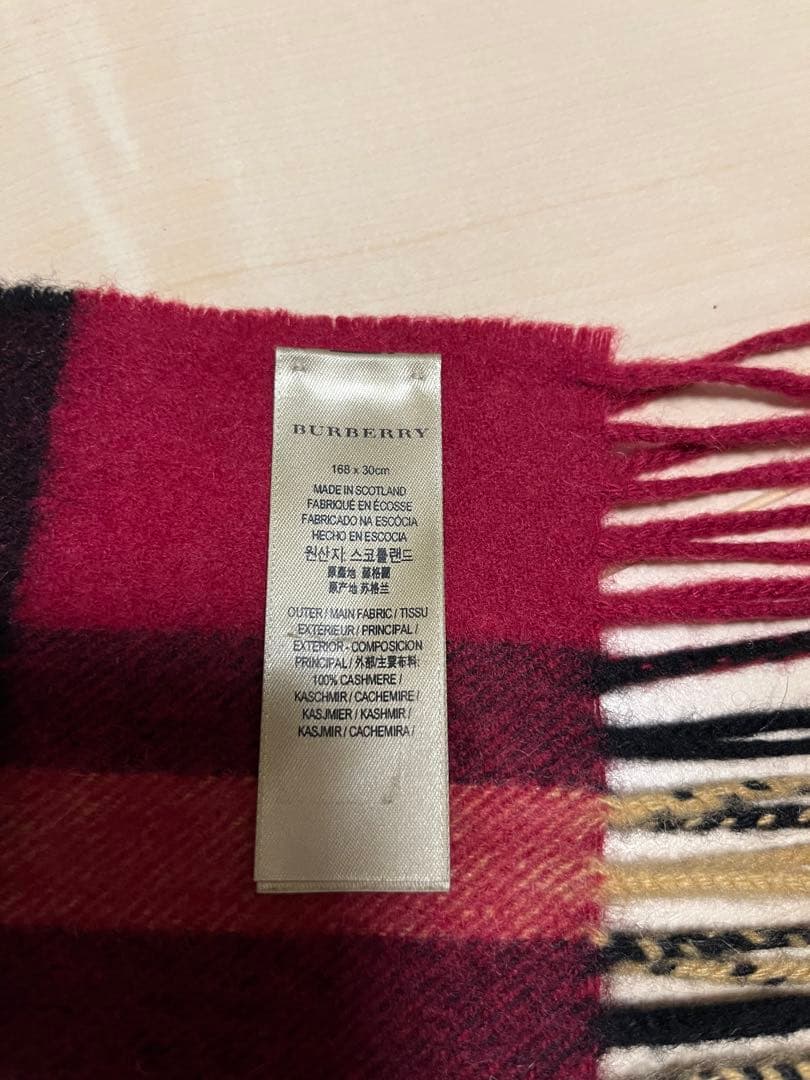 BURBERRY
168 x 30cm
MADE IN SCOTLAND
FABRIQUÉ EN ÉCOSSE
FABRICADO NA ESCÓCIA
HECHO EN ESCOCIA
원산지: 스코틀랜드
原產地 蘇格蘭
原产地 苏格兰
OUTER / MAIN FABRIC / TISSU
EXTERIEUR / PRINCIPAL /
EXTERIOR - COMPOSICION
PRINCIPAL / 外部/主要布料:
100% CASHMERE /
KASCHMIR / CACHEMIRE /
KASJMIER / KASHMIR /
KASJMIR / CACHEMIRA /